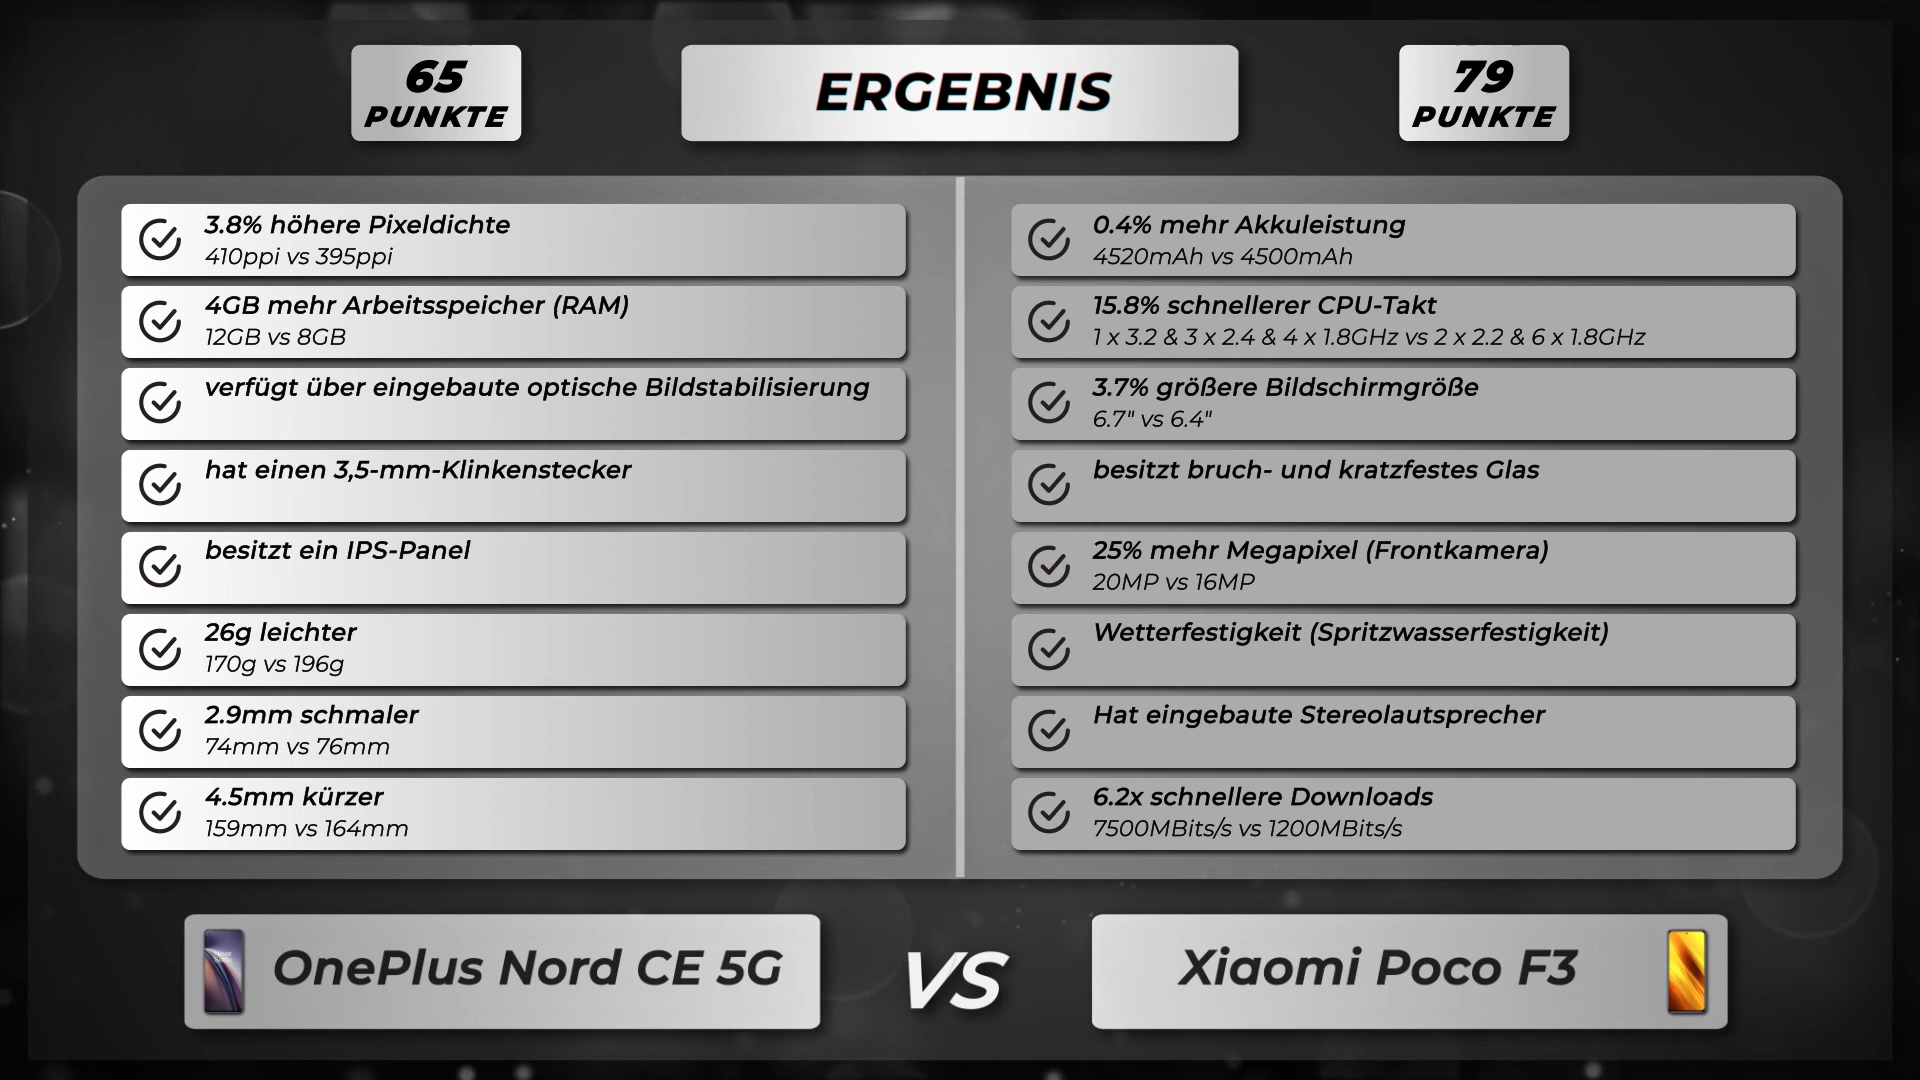 65
PUNKTE
ERGEBNIS
79
PUNKTE
3.8% höhere Pixeldichte
410ppi vs 395ppi
4GB mehr Arbeitsspeicher (RAM)
12GB vs 8GB
verfügt über eingebaute optische Bildstabilisierung
hat einen 3,5-mm-Klinkenstecker
besitzt ein IPS-Panel
26g leichter
170g vs 196g
2.9mm schmaler
74mm vs 76mm
4.5mm kürzer
159mm vs 164mm
0.4% mehr Akkuleistung
4520mAh vs 4500mAh
15.8% schnellerer CPU-Takt
1 x 3.2 & 3 x 2.4 & 4 x 1.8GHz vs 2 x 2.2 & 6 x 1.8GHz
3.7% größere Bildschirmgröße
6.7" vs 6.4"
besitzt bruch- und kratzfestes Glas
25% mehr Megapixel (Frontkamera)
20MP vs 16MP
Wetterfestigkeit (Spritzwasserfestigkeit)
Hat eingebaute Stereolautsprecher
6.2x schnellere Downloads
7500MBits/s vs 1200MBits/s
OnePlus Nord CE 5G
VS
Xiaomi Poco F3